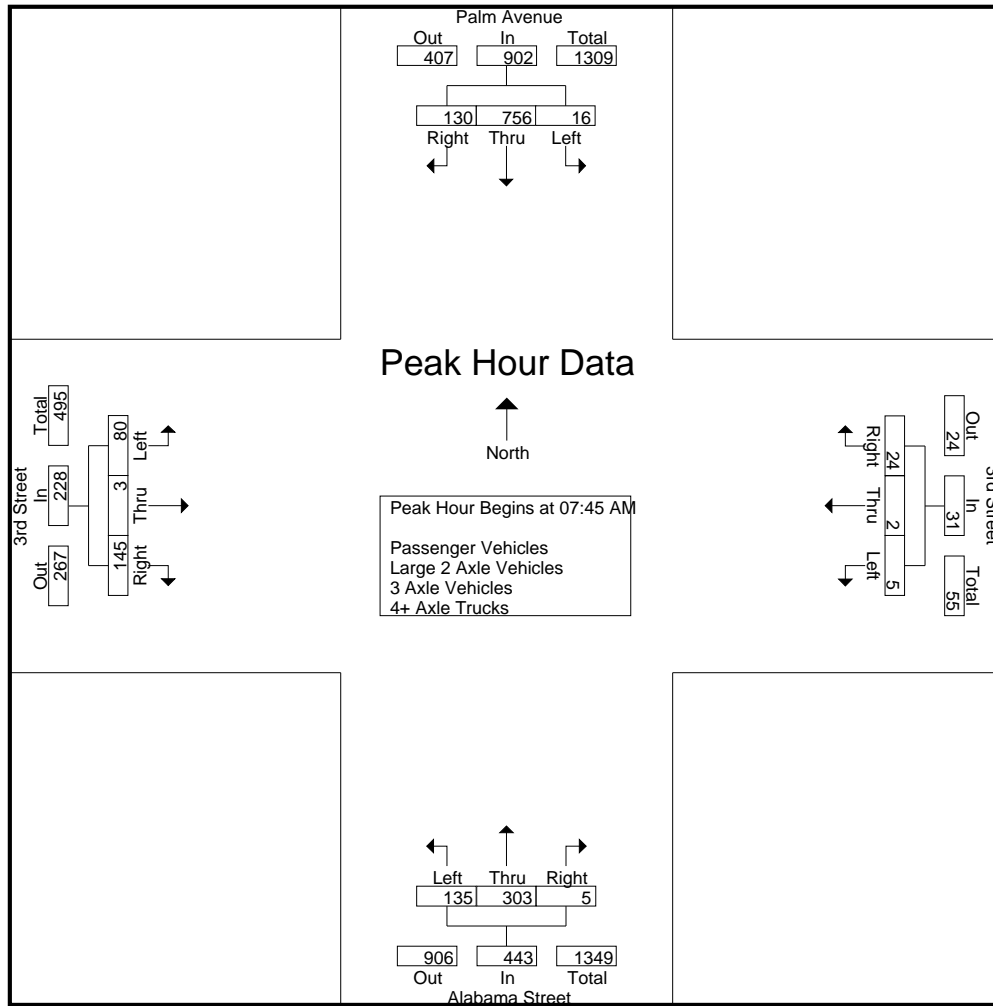 Palm Avenue
Out In Total
407 902 1309
130 756 16
Right Thru Left
Peak Hour Data
North
Peak Hour Begins at 07:45 AM
Passenger Vehicles
Large 2 Axle Vehicles
3 Axle Vehicles
4+ Axle Trucks
3rd Street
Out In Total
267 228 495
145 3 80
Right Thru Left
3rd Street
Out In Total
24 31 55
24 2 5
Right Thru Left
Left Thru Right
135 303 5
906 443 1349
Out In Total
Alabama Street